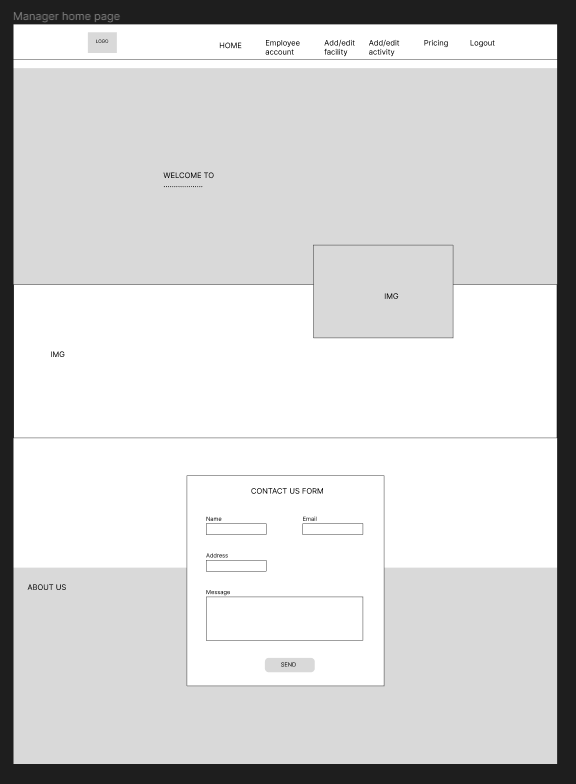 Manager home page
LOGO
HOME
Employee
account
Add/edit
facility
Add/edit
activity
Pricing
Logout
WELCOME TO
...................
IMG
IMG
CONTACT US FORM
Name
Email
Address
Message
SEND
ABOUT US